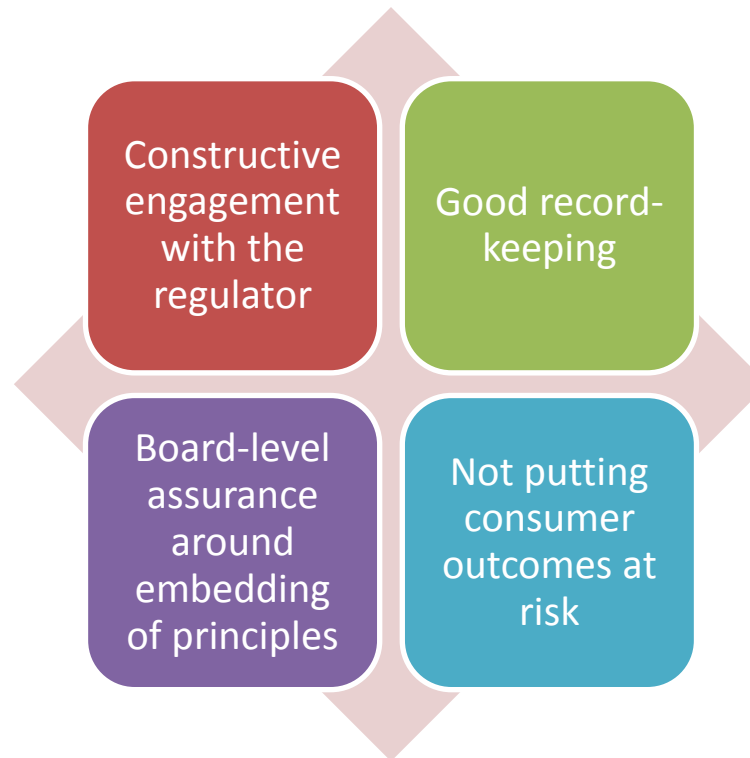 Constructive
engagement
with the
regulator
Good record-
keeping
Board-level
assurance
around
embedding
of principles
Not putting
consumer
outcomes at
risk